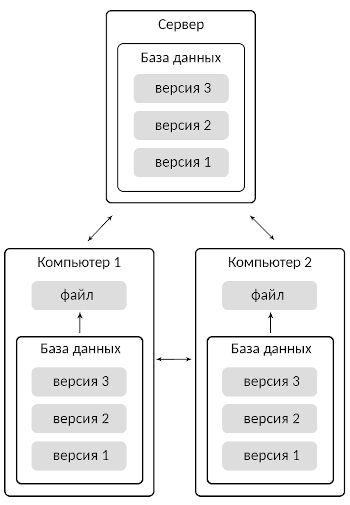 Сервер
База данных
версия 3
версия 2
версия 1
Компьютер 1
файл
База данных
версия 3
версия 2
версия 1
Компьютер 2
файл
База данных
версия 3
версия 2
версия 1